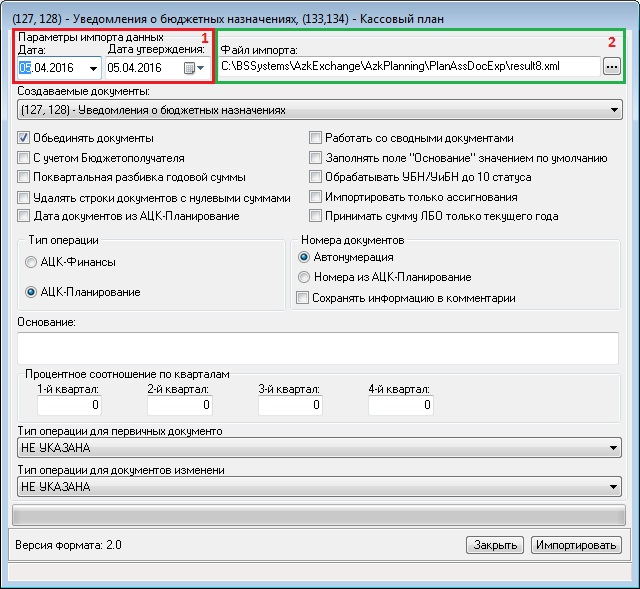 (127, 128) - Уведомления о бюджетных назначениях, (133,134) - Кассовый план
Параметры импорта данных 1
Дата: Дата утверждения:
05.04.2016 05.04.2016
2
Файл импорта:
C:\BSSystems\AzkExchange\AzkPlanning\PlanAssDocExp\result8.xml ...
Создаваемые документы:
(127, 128) - Уведомления о бюджетных назначениях
Объединять документы
С учетом Бюджетополучателя
Поквартальная разбивка годовой суммы
Удалять строки документов с нулевыми суммами
Дата документов из АЦК-Планирование
Работать со сводными документами
Заполнять поле "Основание" значением по умолчанию
Обрабатывать УБН/УиБН до 10 статуса
Импортировать только ассигнования
Принимать сумму ЛБО только текущего года
Тип операции
АЦК-Финансы
АЦК-Планирование
Номера документов
Автонумерация
Номера из АЦК-Планирование
Сохранять информацию в комментарии
Основание:
Процентное соотношение по кварталам
1-й квартал: 2-й квартал: 3-й квартал: 4-й квартал:
0 0 0 0
Тип операции для первичных документо
НЕ УКАЗАНА
Тип операции для документов изменени
НЕ УКАЗАНА
Версия формата: 2.0
Закрыть Импортировать